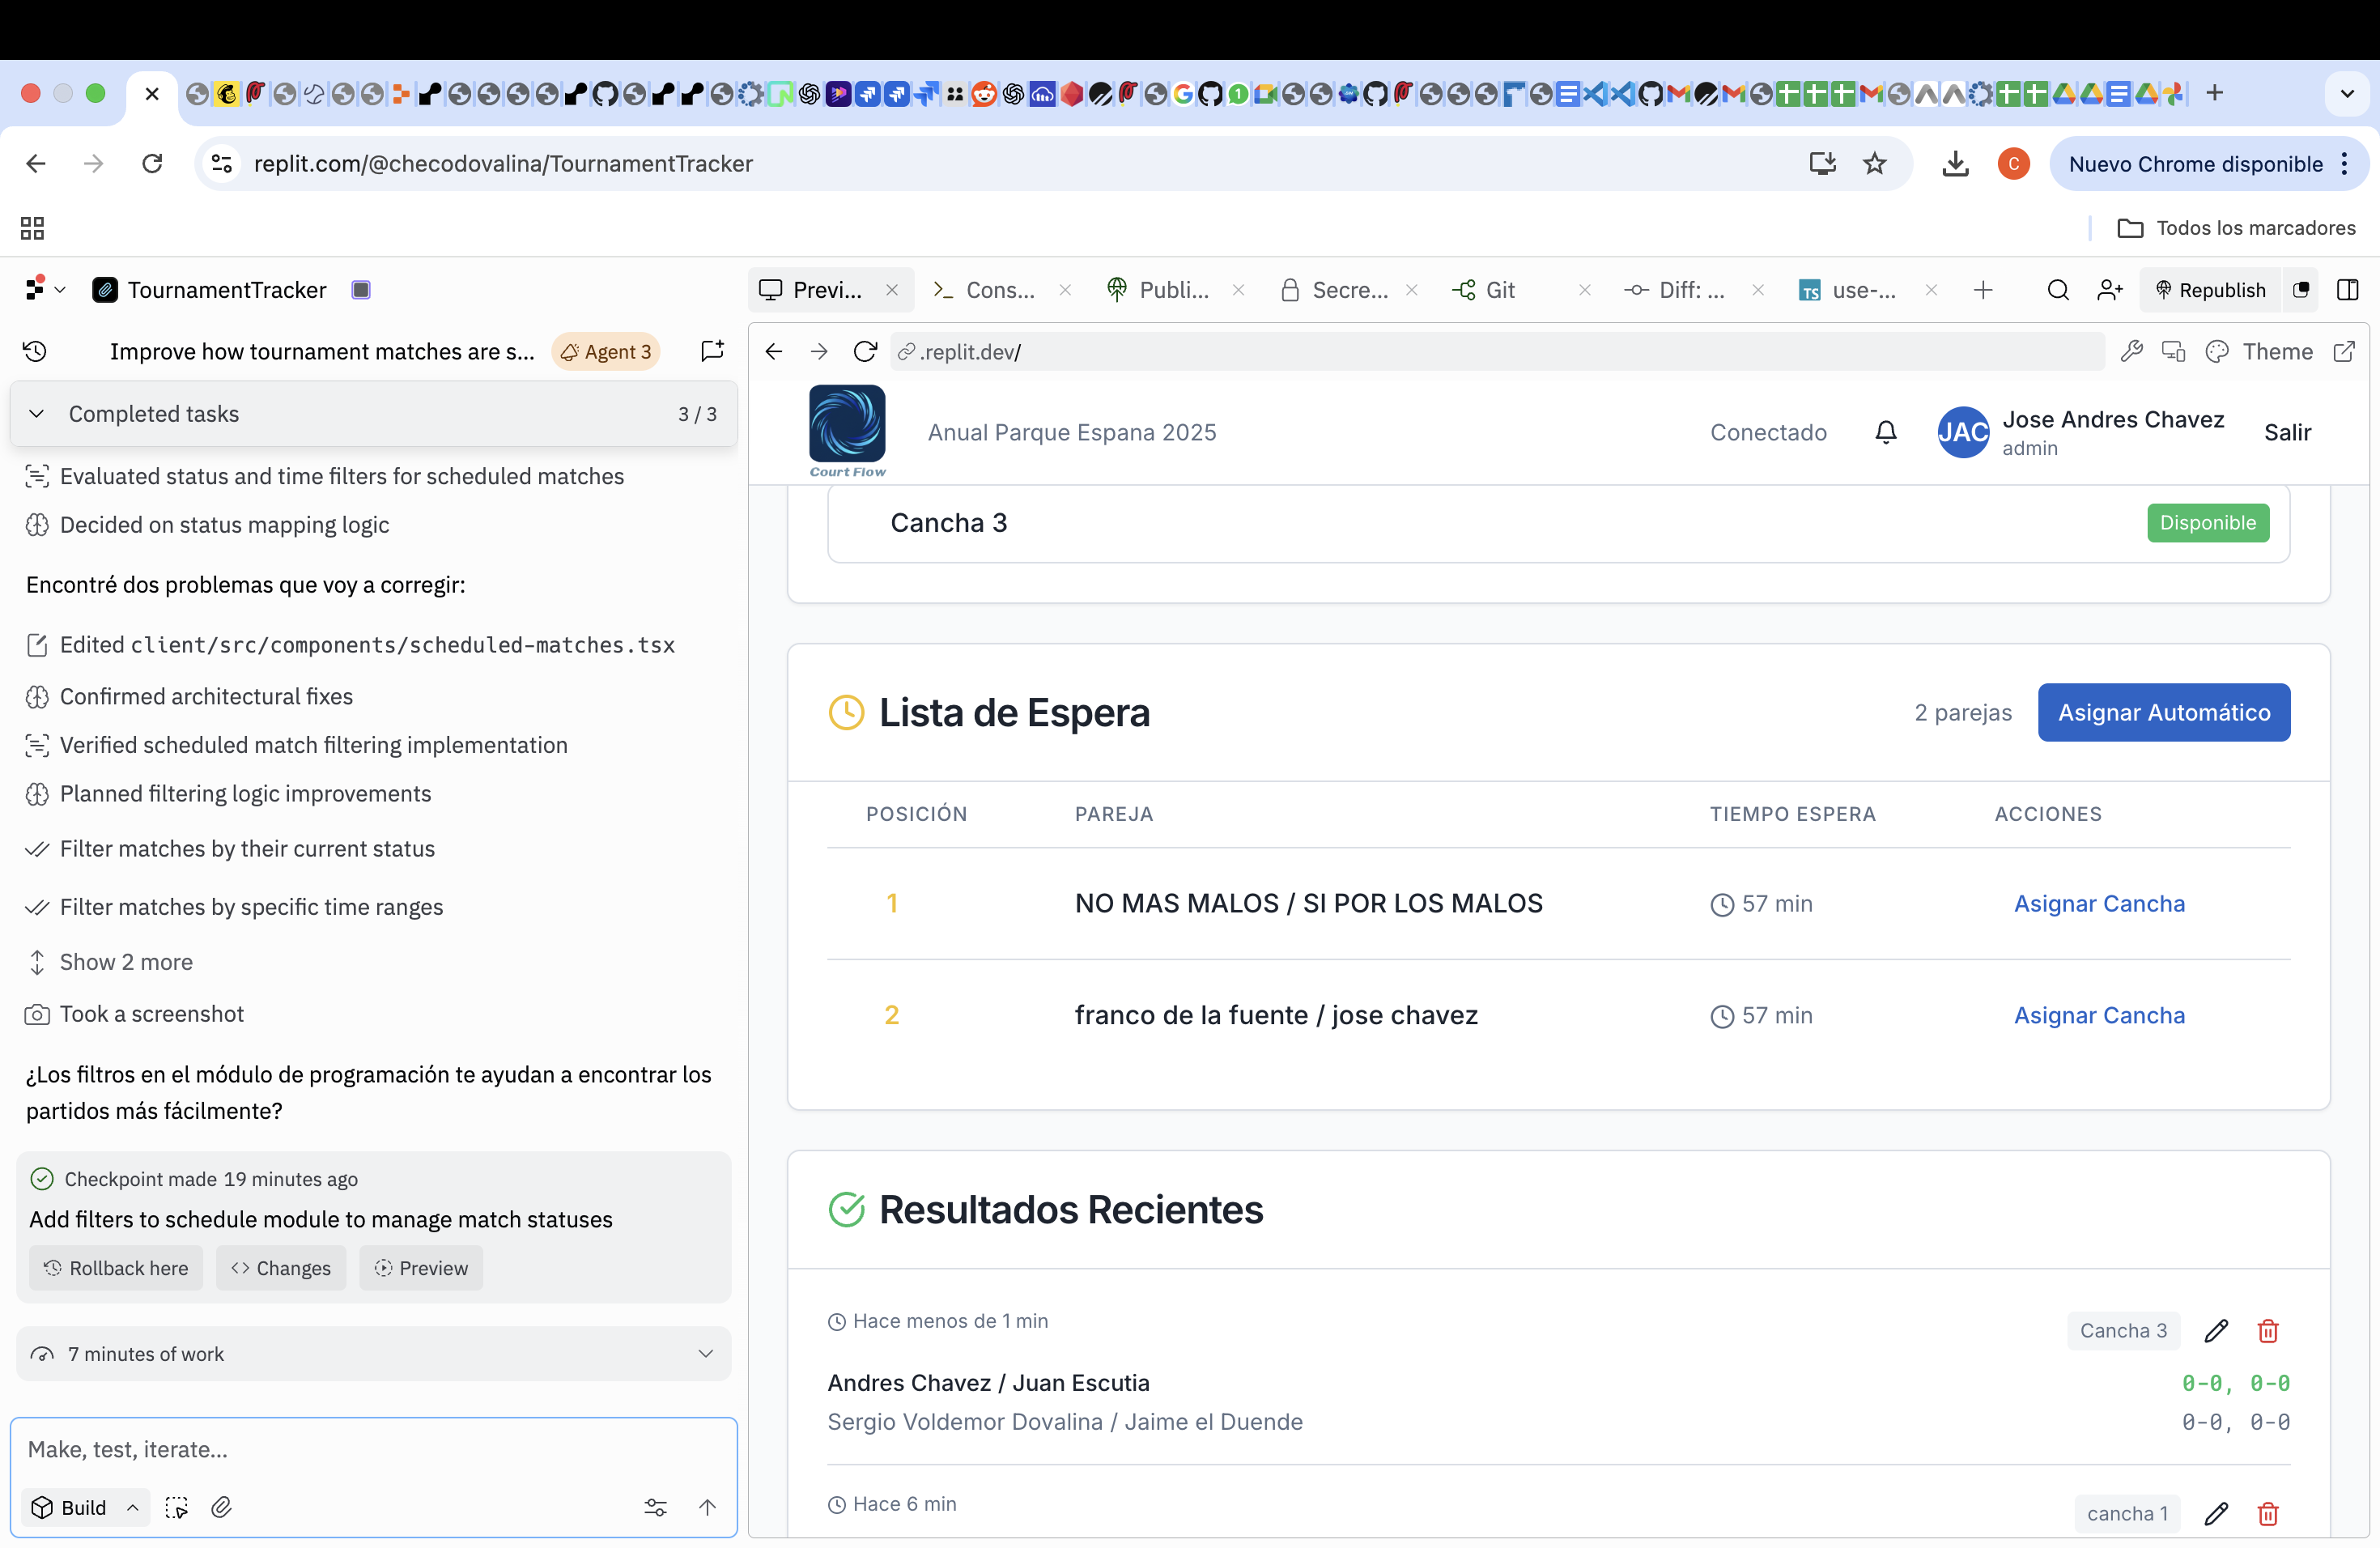 replit.com/@checodovalina/TournamentTracker
Nuevo Chrome disponible
Todos los marcadores
TournamentTracker
Previ...
Cons...
Publi...
Secre...
Git
Diff: ...
TS use-...
Republish
Improve how tournament matches are s...
Agent 3
.replit.dev/
Theme
Completed tasks
3 / 3
Evaluated status and time filters for scheduled matches
Decided on status mapping logic
Encontré dos problemas que voy a corregir:
Edited client/src/components/scheduled-matches.tsx
Confirmed architectural fixes
Verified scheduled match filtering implementation
Planned filtering logic improvements
Filter matches by their current status
Filter matches by specific time ranges
Show 2 more
Took a screenshot
¿Los filtros en el módulo de programación te ayudan a encontrar los
partidos más fácilmente?
Checkpoint made 19 minutes ago
Add filters to schedule module to manage match statuses
Rollback here
Changes
Preview
7 minutes of work
Make, test, iterate...
Build
Court Flow
Anual Parque Espana 2025
Conectado
JAC
Jose Andres Chavez
admin
Salir
Cancha 3
Disponible
Lista de Espera
2 parejas
Asignar Automático
POSICIÓN PAREJA TIEMPO ESPERA ACCIONES
1 NO MAS MALOS / SI POR LOS MALOS 57 min Asignar Cancha
2 franco de la fuente / jose chavez 57 min Asignar Cancha
Resultados Recientes
Hace menos de 1 min
Cancha 3
Andres Chavez / Juan Escutia 0-0, 0-0
Sergio Voldemor Dovalina / Jaime el Duende 0-0, 0-0
Hace 6 min
cancha 1